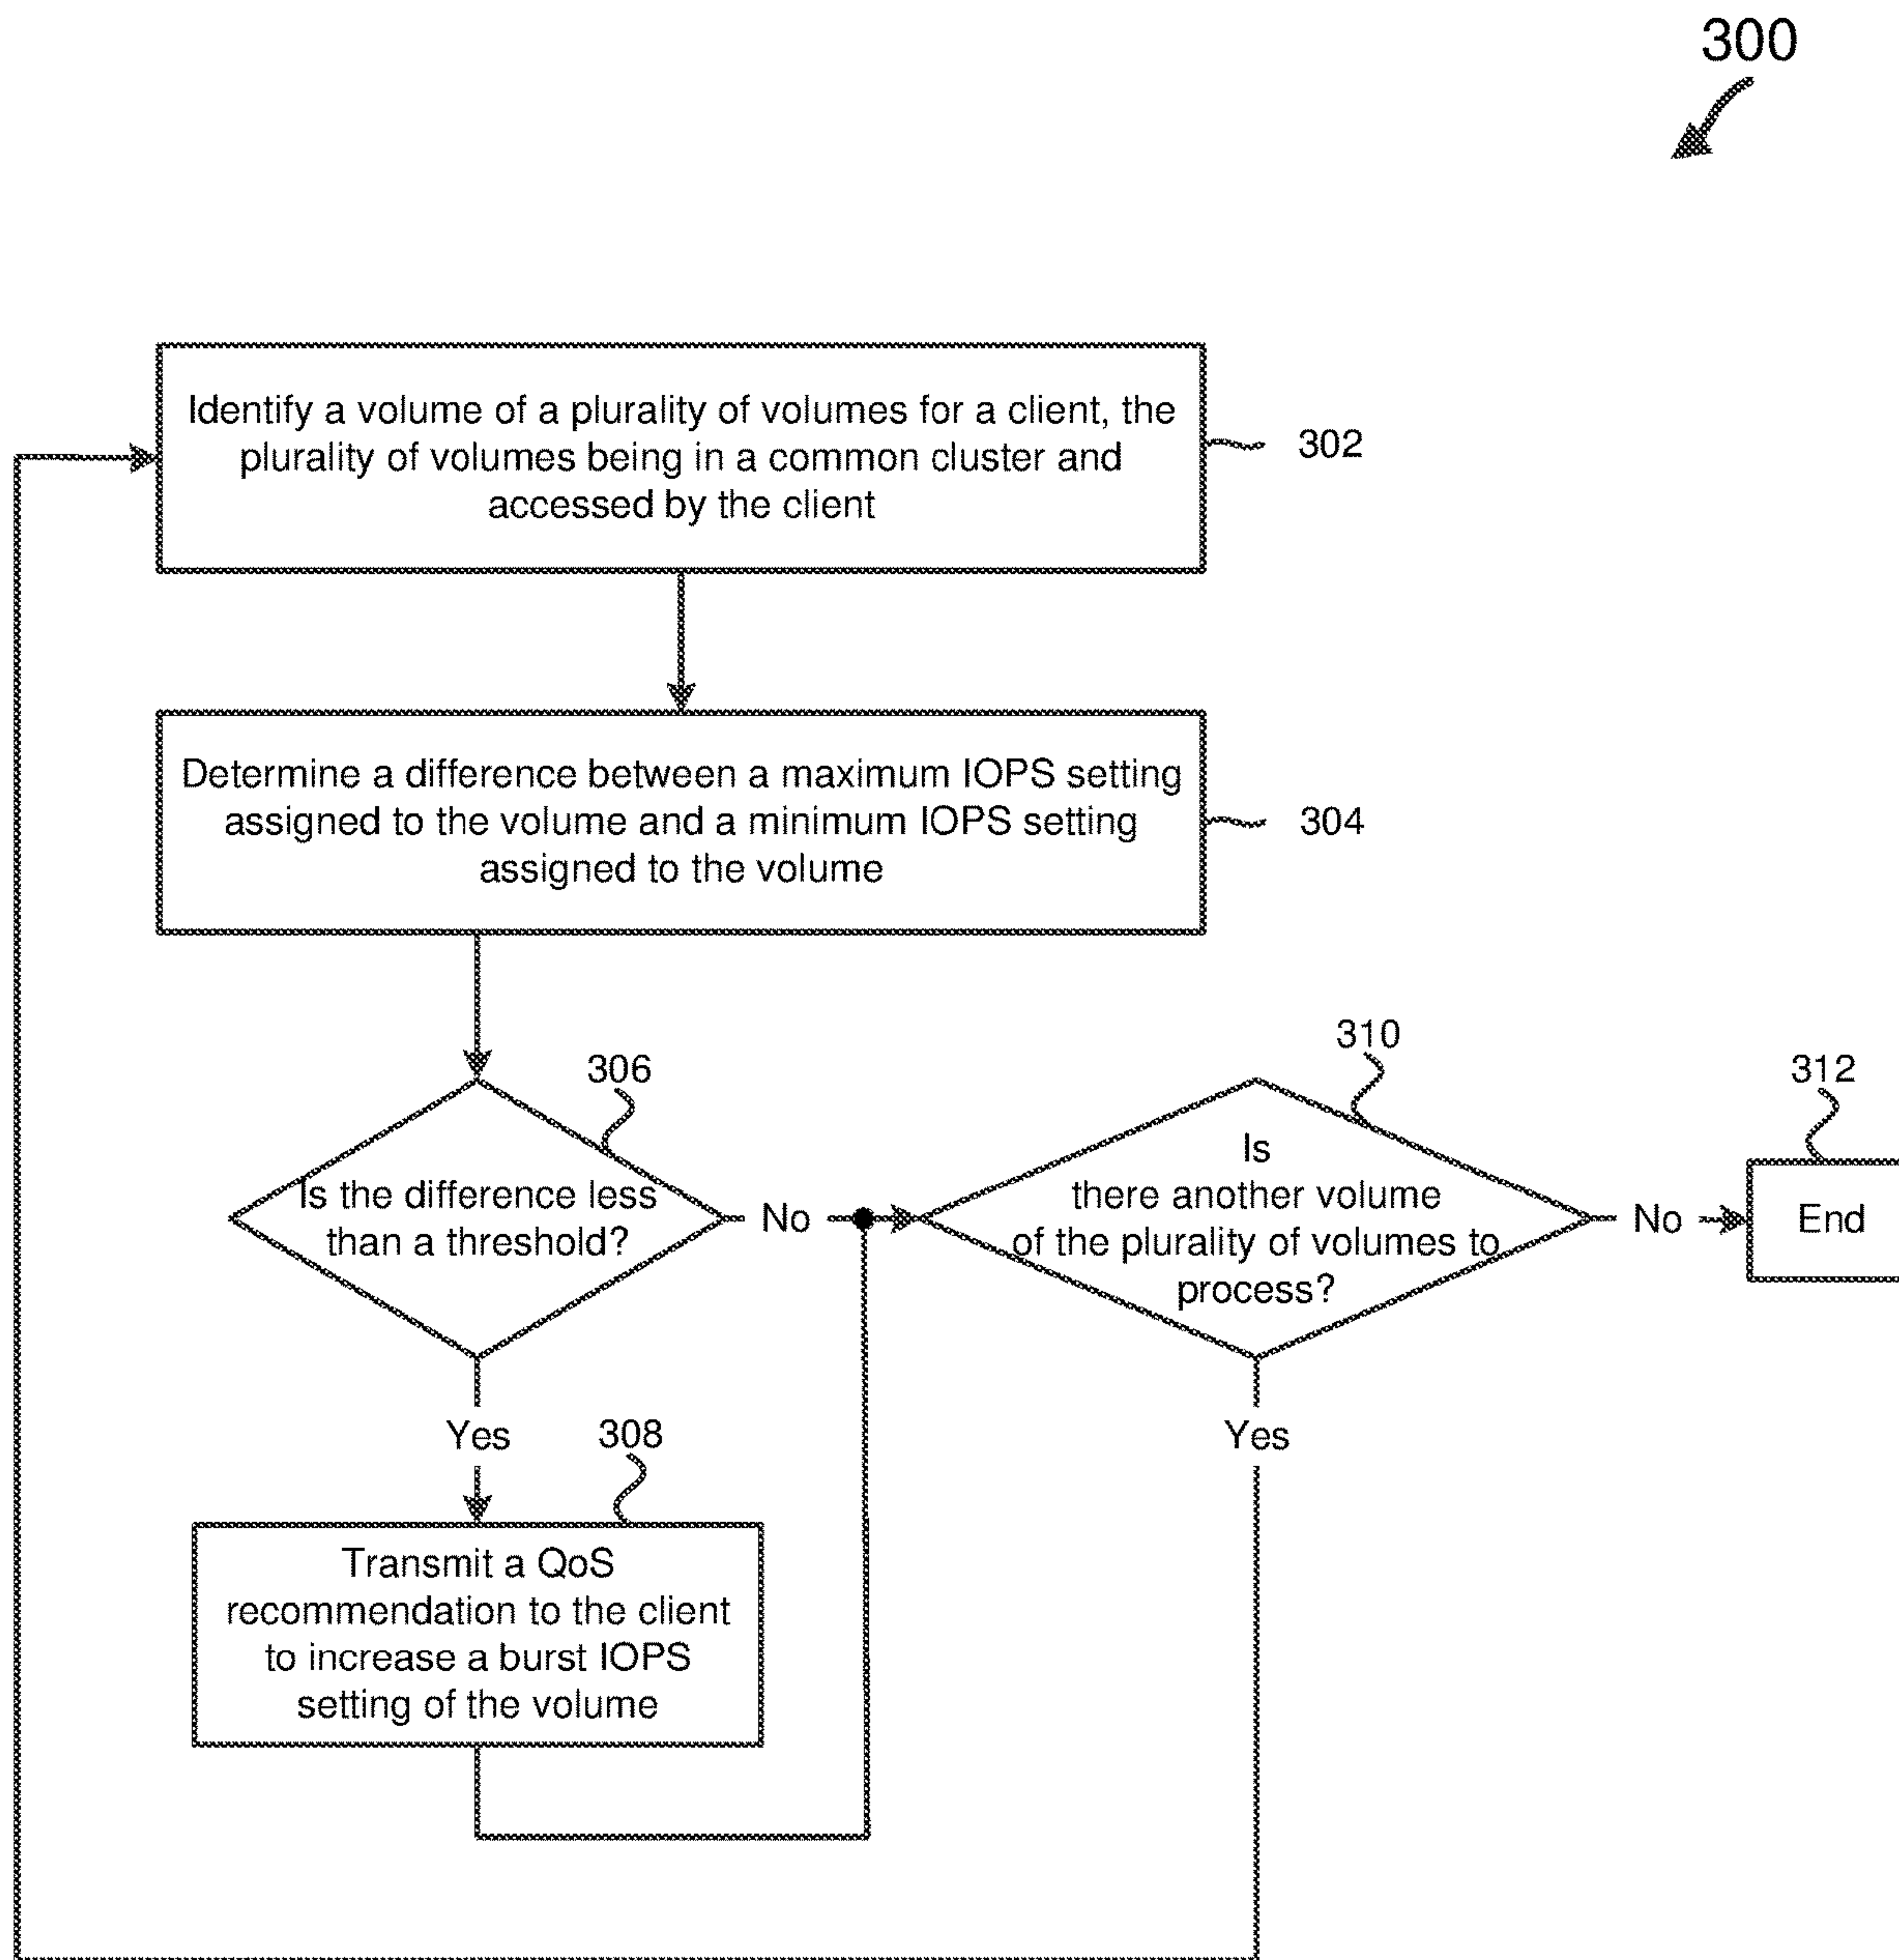 300
Identify a volume of a plurality of volumes for a client, the
plurality of volumes being in a common cluster and
accessed by the client
302
Determine a difference between a maximum IOPS setting
assigned to the volume and a minimum IOPS setting
assigned to the volume
304
306
Is the difference less
than a threshold?
No
310
Is
there another volume
of the plurality of volumes to
process?
No
312
End
Yes
308
Transmit a QoS
recommendation to the client
to increase a burst IOPS
setting of the volume
Yes